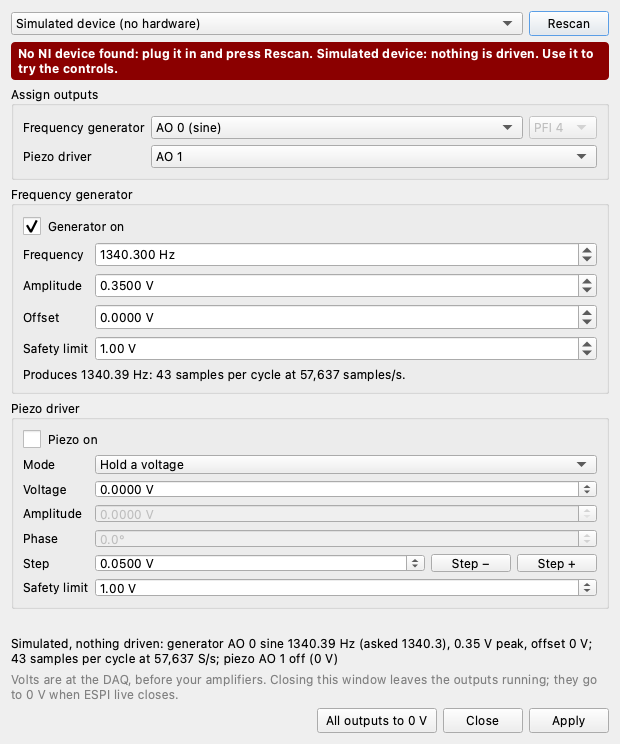 Simulated device (no hardware)
Rescan
No NI device found: plug it in and press Rescan. Simulated device: nothing is driven. Use it to
try the controls.
Assign outputs
Frequency generator AO 0 (sine) PFI 4
Piezo driver AO 1
Frequency generator
Generator on
Frequency 1340.300 Hz
Amplitude 0.3500 V
Offset 0.0000 V
Safety limit 1.00 V
Produces 1340.39 Hz: 43 samples per cycle at 57,637 samples/s.
Piezo driver
Piezo on
Mode Hold a voltage
Voltage 0.0000 V
Amplitude 0.0000 V
Phase 0.0°
Step 0.0500 V Step − Step +
Safety limit 1.00 V
Simulated, nothing driven: generator AO 0 sine 1340.39 Hz (asked 1340.3), 0.35 V peak, offset 0 V;
43 samples per cycle at 57,637 S/s; piezo AO 1 off (0 V)
Volts are at the DAQ, before your amplifiers. Closing this window leaves the outputs running; they go
to 0 V when ESPI live closes.
All outputs to 0 V Close Apply